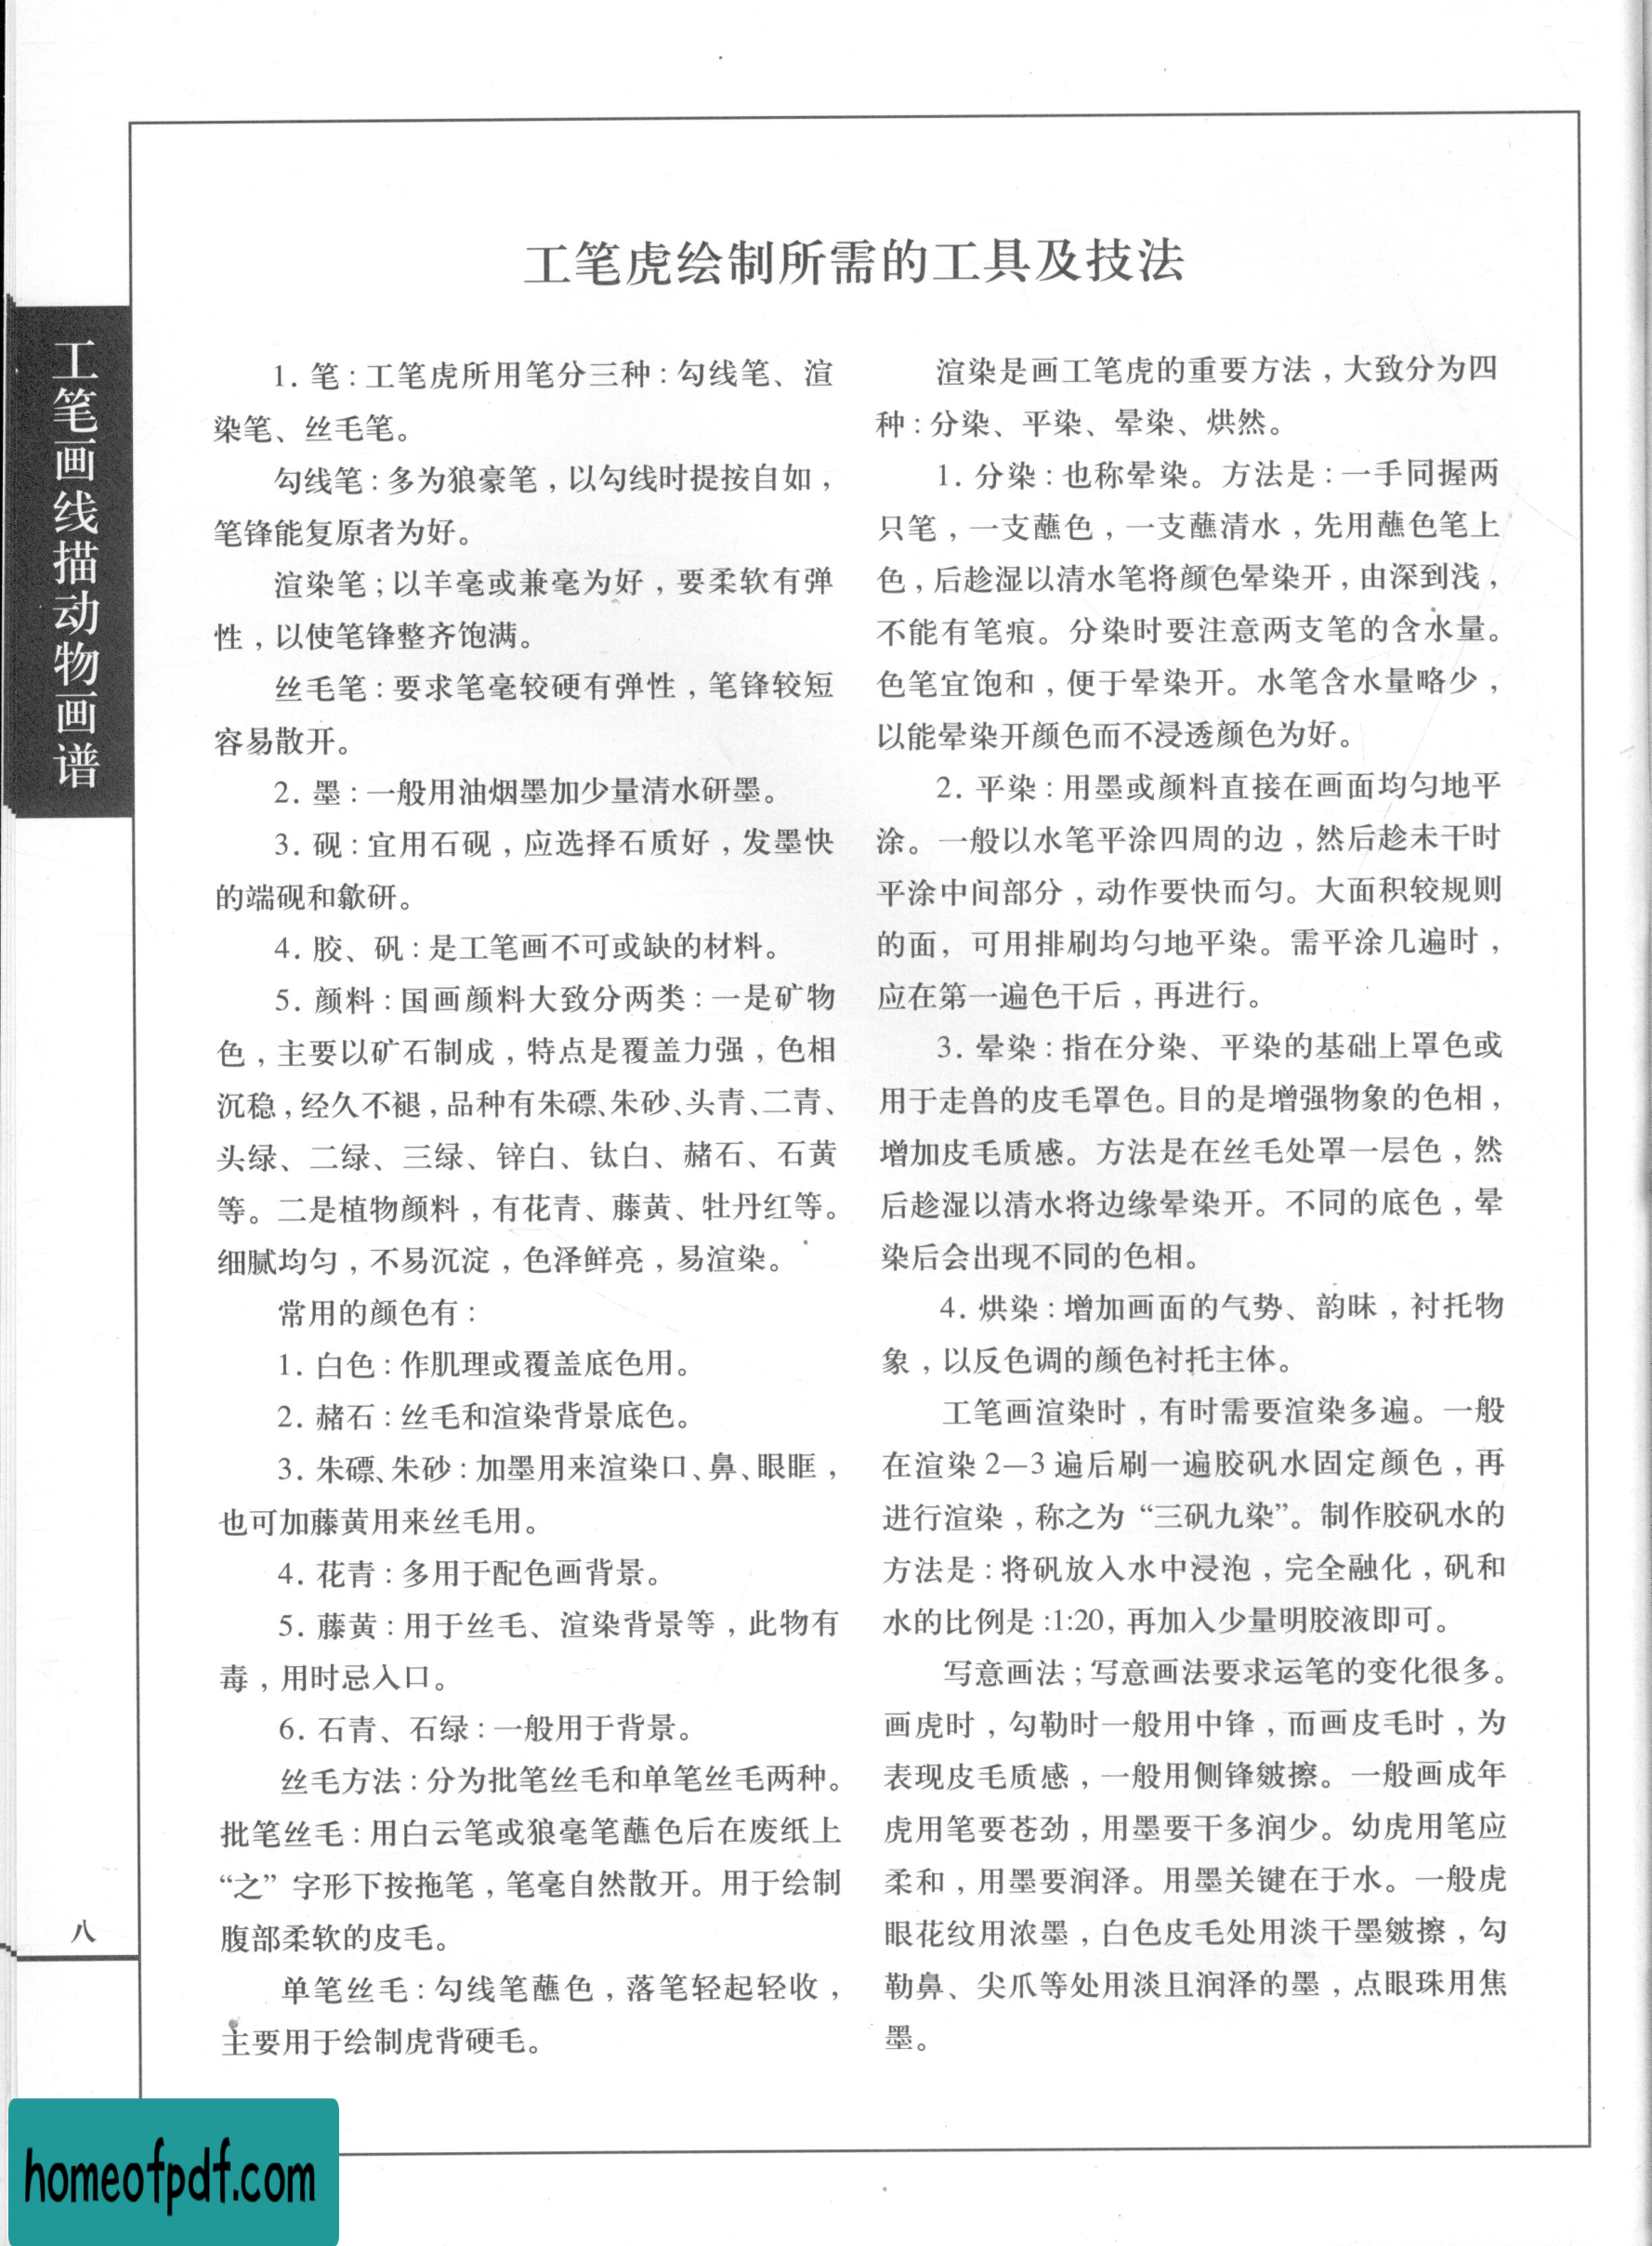 工笔虎绘制所需的工具及技法
工笔画线描动物画谱
1. 笔：工笔虎所用笔分三种：勾线笔、渲
染笔、丝毛笔。
勾线笔：多为狼豪笔，以勾线时提按自如，
笔锋能复原者为好。
渲染笔；以羊毫或兼毫为好，要柔软有弹
性，以使笔锋整齐饱满。
丝毛笔：要求笔毫较硬有弹性，笔锋较短
容易散开。
2. 墨：一般用油烟墨加少量清水研墨。
3. 砚：宜用石砚，应选择石质好，发墨快
的端砚和歙研。
4. 胶、矾：是工笔画不可或缺的材料。
5. 颜料：国画颜料大致分两类：一是矿物
色，主要以矿石制成，特点是覆盖力强，色相
沉稳，经久不褪，品种有朱磦、朱砂、头青、二青、
头绿、二绿、三绿、锌白、钛白、赭石、石黄
等。二是植物颜料，有花青、藤黄、牡丹红等。
细腻均匀，不易沉淀，色泽鲜亮，易渲染。
常用的颜色有：
1. 白色：作肌理或覆盖底色用。
2. 赭石：丝毛和渲染背景底色。
3. 朱磦、朱砂：加墨用来渲染口、鼻、眼眶，
也可加藤黄用来丝毛用。
4. 花青：多用于配色画背景。
5. 藤黄：用于丝毛、渲染背景等，此物有
毒，用时忌入口。
6. 石青、石绿：一般用于背景。
丝毛方法：分为批笔丝毛和单笔丝毛两种。
批笔丝毛：用白云笔或狼毫笔蘸色后在废纸上
“之”字形下按拖笔，笔毫自然散开。用于绘制
腹部柔软的皮毛。
单笔丝毛：勾线笔蘸色，落笔轻起轻收，
主要用于绘制虎背硬毛。
渲染是画工笔虎的重要方法，大致分为四
种：分染、平染、晕染、烘然。
1. 分染：也称晕染。方法是：一手同握两
只笔，一支蘸色，一支蘸清水，先用蘸色笔上
色，后趁湿以清水笔将颜色晕染开，由深到浅，
不能有笔痕。分染时要注意两支笔的含水量。
色笔宜饱和，便于晕染开。水笔含水量略少，
以能晕染开颜色而不浸透颜色为好。
2. 平染：用墨或颜料直接在画面均匀地平
涂。一般以水笔平涂四周的边，然后趁未干时
平涂中间部分，动作要快而匀。大面积较规则
的面，可用排刷均匀地平染。需平涂几遍时，
应在第一遍色干后，再进行。
3. 晕染：指在分染、平染的基础上罩色或
用于走兽的皮毛罩色。目的是增强物象的色相，
增加皮毛质感。方法是在丝毛处罩一层色，然
后趁湿以清水将边缘晕染开。不同的底色，晕
染后会出现不同的色相。
4. 烘染：增加画面的气势、韵昧，衬托物
象，以反色调的颜色衬托主体。
工笔画渲染时，有时需要渲染多遍。一般
在渲染2—3遍后刷一遍胶矾水固定颜色，再
进行渲染，称之为“三矾九染”。制作胶矾水的
方法是：将矾放入水中浸泡，完全融化，矾和
水的比例是:1:20，再加入少量明胶液即可。
写意画法；写意画法要求运笔的变化很多。
画虎时，勾勒时一般用中锋，而画皮毛时，为
表现皮毛质感，一般用侧锋皴擦。一般画成年
虎用笔要苍劲，用墨要干多润少。幼虎用笔应
柔和，用墨要润泽。用墨关键在于水。一般虎
眼花纹用浓墨，白色皮毛处用淡干墨皴擦，勾
勒鼻、尖爪等处用淡且润泽的墨，点眼珠用焦
墨。
八
homeofpdf.com